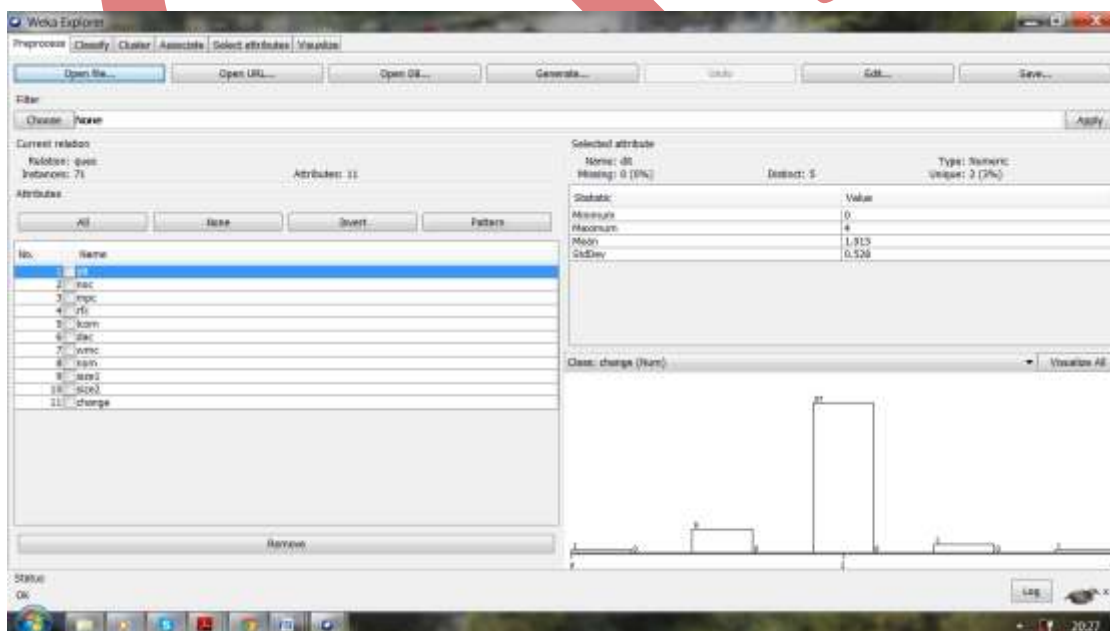 Weka Explorer
Preprocess Classify Cluster Associate Select attributes Visualize
Open file... Open URL... Open DB... Generate... Undo Edit... Save...
Filter
Choose None Apply
Current relation
Relation: ques
Instances: 71 Attributes: 11
Attributes
All None Invert Pattern
No. Name
1 dit
2 noc
3 mpc
4 rfc
5 lcom
6 dac
7 wmc
8 nom
9 size1
10 size2
11 change
Remove
Status
OK
Selected attribute
Name: dit Type: Numeric
Missing: 0 (0%) Distinct: 5 Unique: 2 (3%)
Statistic Value
Minimum 0
Maximum 4
Mean 1.915
StdDev 0.528
Class: change (Num) Visualize All
57
Log x
20:27